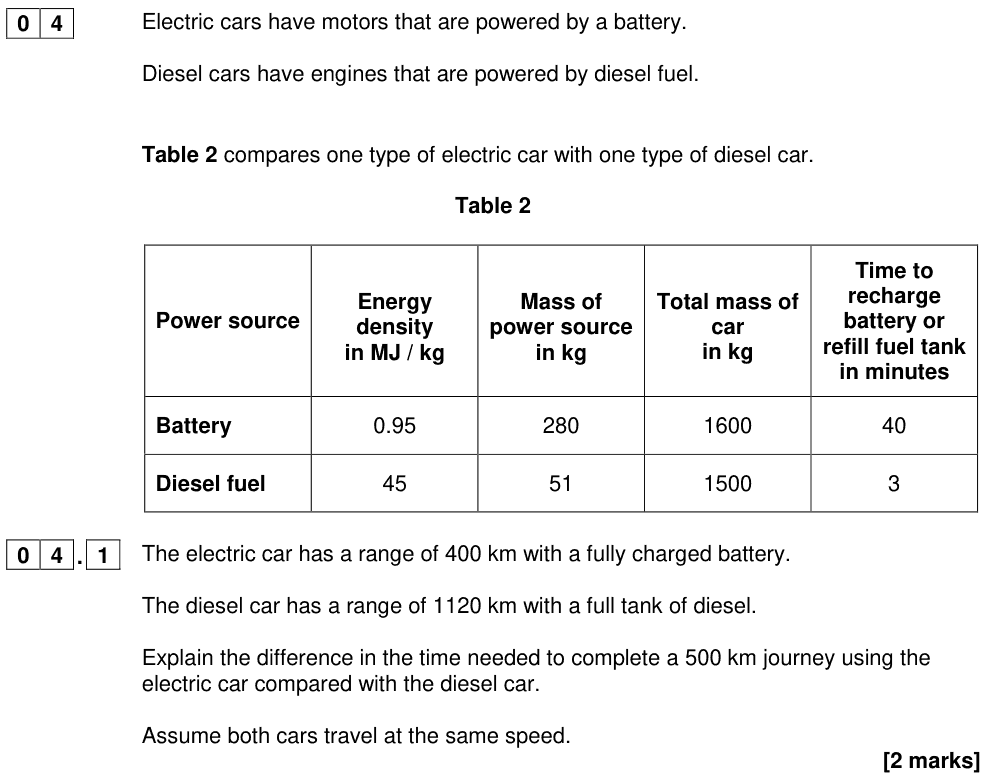 0 4 Electric cars have motors that are powered by a battery.
Diesel cars have engines that are powered by diesel fuel.
Table 2 compares one type of electric car with one type of diesel car.
Table 2
Power source
Energy
density
in MJ / kg
Mass of
power source
in kg
Total mass of
car
in kg
Time to
recharge
battery or
refill fuel tank
in minutes
Battery 0.95 280 1600 40
Diesel fuel 45 51 1500 3
0 4 . 1 The electric car has a range of 400 km with a fully charged battery.
The diesel car has a range of 1120 km with a full tank of diesel.
Explain the difference in the time needed to complete a 500 km journey using the
electric car compared with the diesel car.
Assume both cars travel at the same speed.
[2 marks]